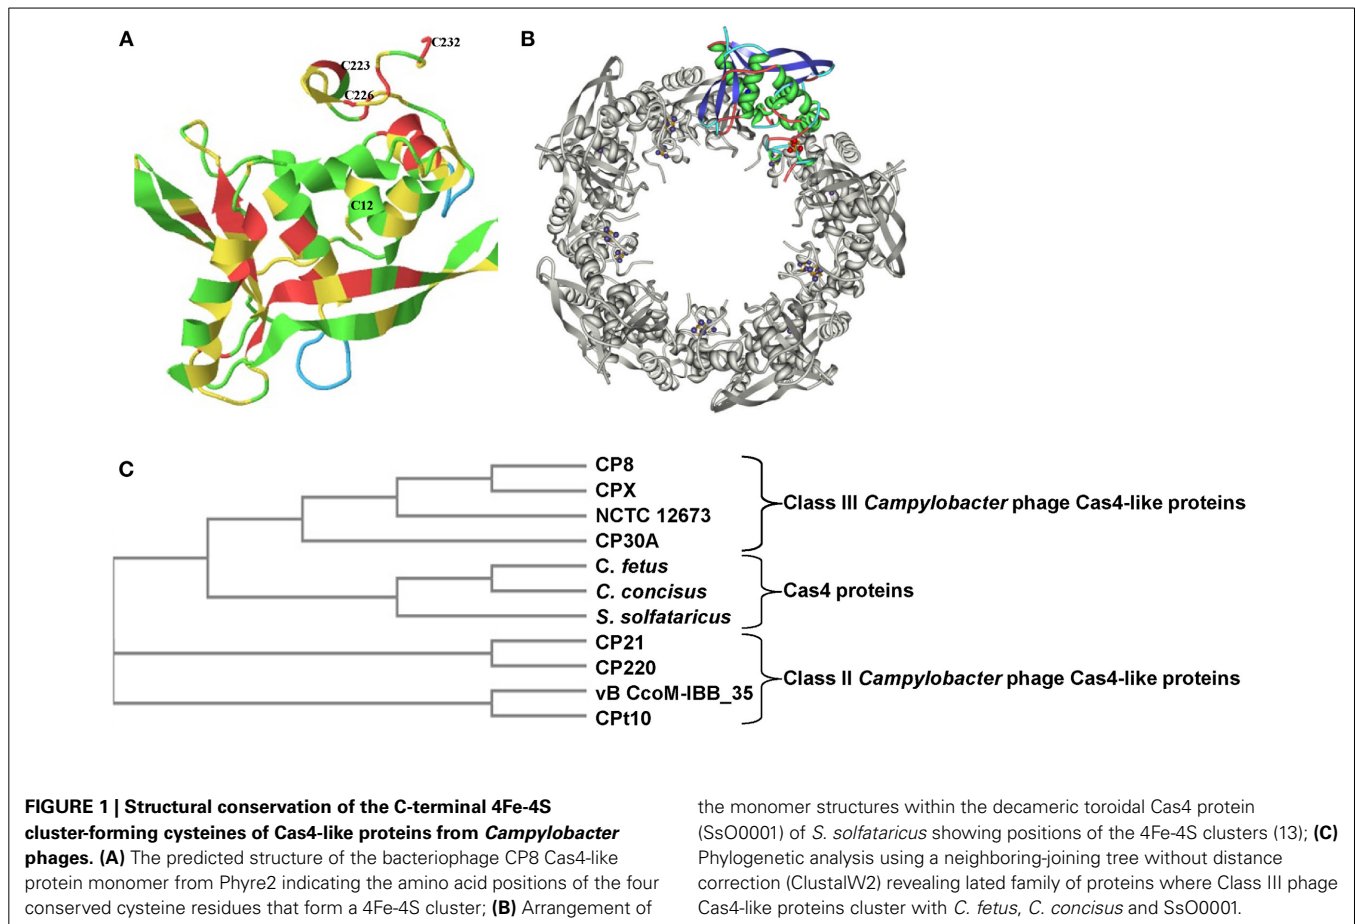 A
C232
C223
C226
C12
B
C
CP8
CPX
NCTC 12673
CP30A
Class III Campylobacter phage Cas4-like proteins
C. fetus
C. concisus
S. solfataricus
Cas4 proteins
CP21
CP220
vB CcoM-IBB_35
CPt10
Class II Campylobacter phage Cas4-like proteins
FIGURE 1 | Structural conservation of the C-terminal 4Fe-4S
cluster-forming cysteines of Cas4-like proteins from Campylobacter
phages. (A) The predicted structure of the bacteriophage CP8 Cas4-like
protein monomer from Phyre2 indicating the amino acid positions of the four
conserved cysteine residues that form a 4Fe-4S cluster; (B) Arrangement of
the monomer structures within the decameric toroidal Cas4 protein
(SsO0001) of S. solfataricus showing positions of the 4Fe-4S clusters (13); (C)
Phylogenetic analysis using a neighboring-joining tree without distance
correction (ClustalW2) revealing lated family of proteins where Class III phage
Cas4-like proteins cluster with C. fetus, C. concisus and SsO0001.